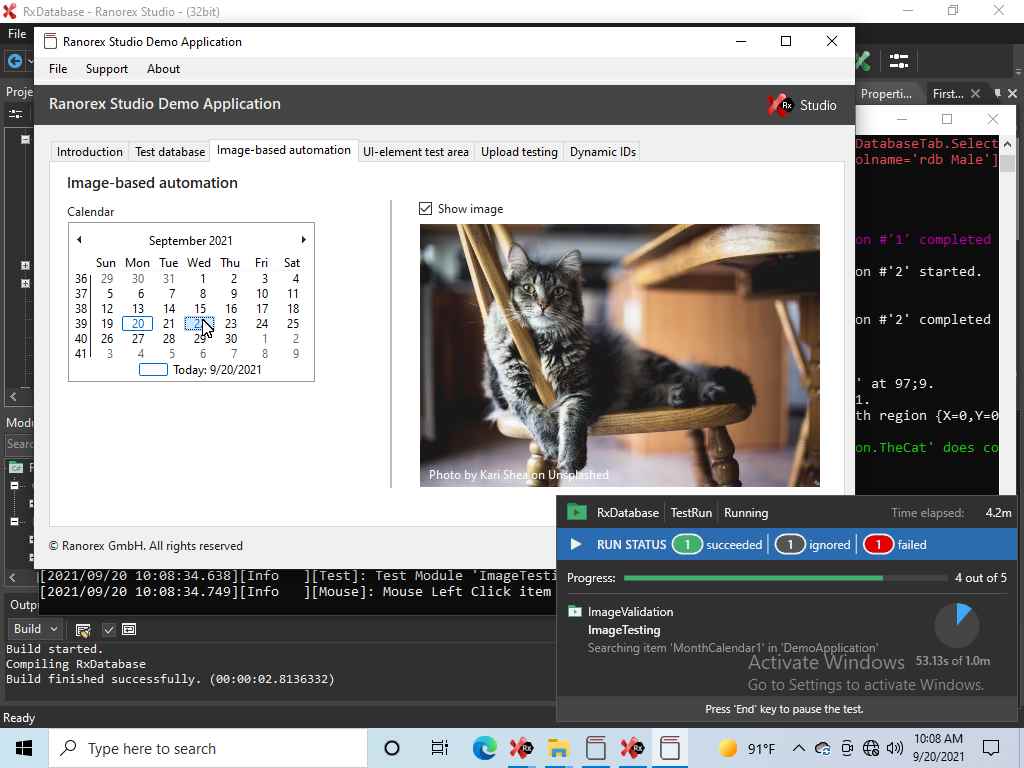 RxDatabase - Ranorex Studio - (32bit)
File
Ranorex Studio Demo Application
File Support About
Ranorex Studio Demo Application
Rx Studio
Proje
Properti... First...
Introduction Test database Image-based automation UI-element test area Upload testing Dynamic IDs
Image-based automation
Calendar
Show image
September 2021
Sun Mon Tue Wed Thu Fri Sat
36 29 30 31 1 2 3 4
37 5 6 7 8 9 10 11
38 12 13 14 15 16 17 18
39 19 20 21 23 24 25
40 26 27 28 29 30 1 2
41 3 4 5 6 7 8 9
Today: 9/20/2021
Photo by Kari Shea on Unsplashed
© Ranorex GmbH. All rights reserved
DatabaseTab.Select
olname='rdb Male']
on #'1' completed
on #'2' started.
on #'2' completed
' at 97;9.
1.
th region {X=0,Y=0
on.TheCat' does co
Modu
Searc
F
[2021/09/20 10:08:34.638][Info ][Test]: Test Module 'ImageTesti
[2021/09/20 10:08:34.749][Info ][Mouse]: Mouse Left Click item
RxDatabase TestRun Running Time elapsed: 4.2m
RUN STATUS 1 succeeded 1 ignored 1 failed
Progress: 4 out of 5
ImageValidation
ImageTesting
Searching item 'MonthCalendar1' in 'DemoApplication'
53.13s of 1.0m
Activate Windows
Go to Settings to activate Windows.
Press 'End' key to pause the test.
Outpu
Build
Build started.
Compiling RxDatabase
Build finished successfully. (00:00:02.8136332)
Ready
Type here to search
Rx
Rx
91°F
10:08 AM
9/20/2021